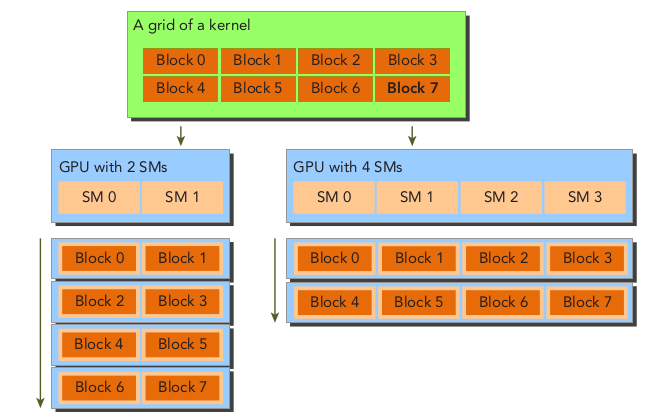 A grid of a kernel
Block 0 Block 1 Block 2 Block 3
Block 4 Block 5 Block 6 Block 7
GPU with 2 SMs
SM 0 SM 1
Block 0 Block 1
Block 2 Block 3
Block 4 Block 5
Block 6 Block 7
GPU with 4 SMs
SM 0 SM 1 SM 2 SM 3
Block 0 Block 1 Block 2 Block 3
Block 4 Block 5 Block 6 Block 7